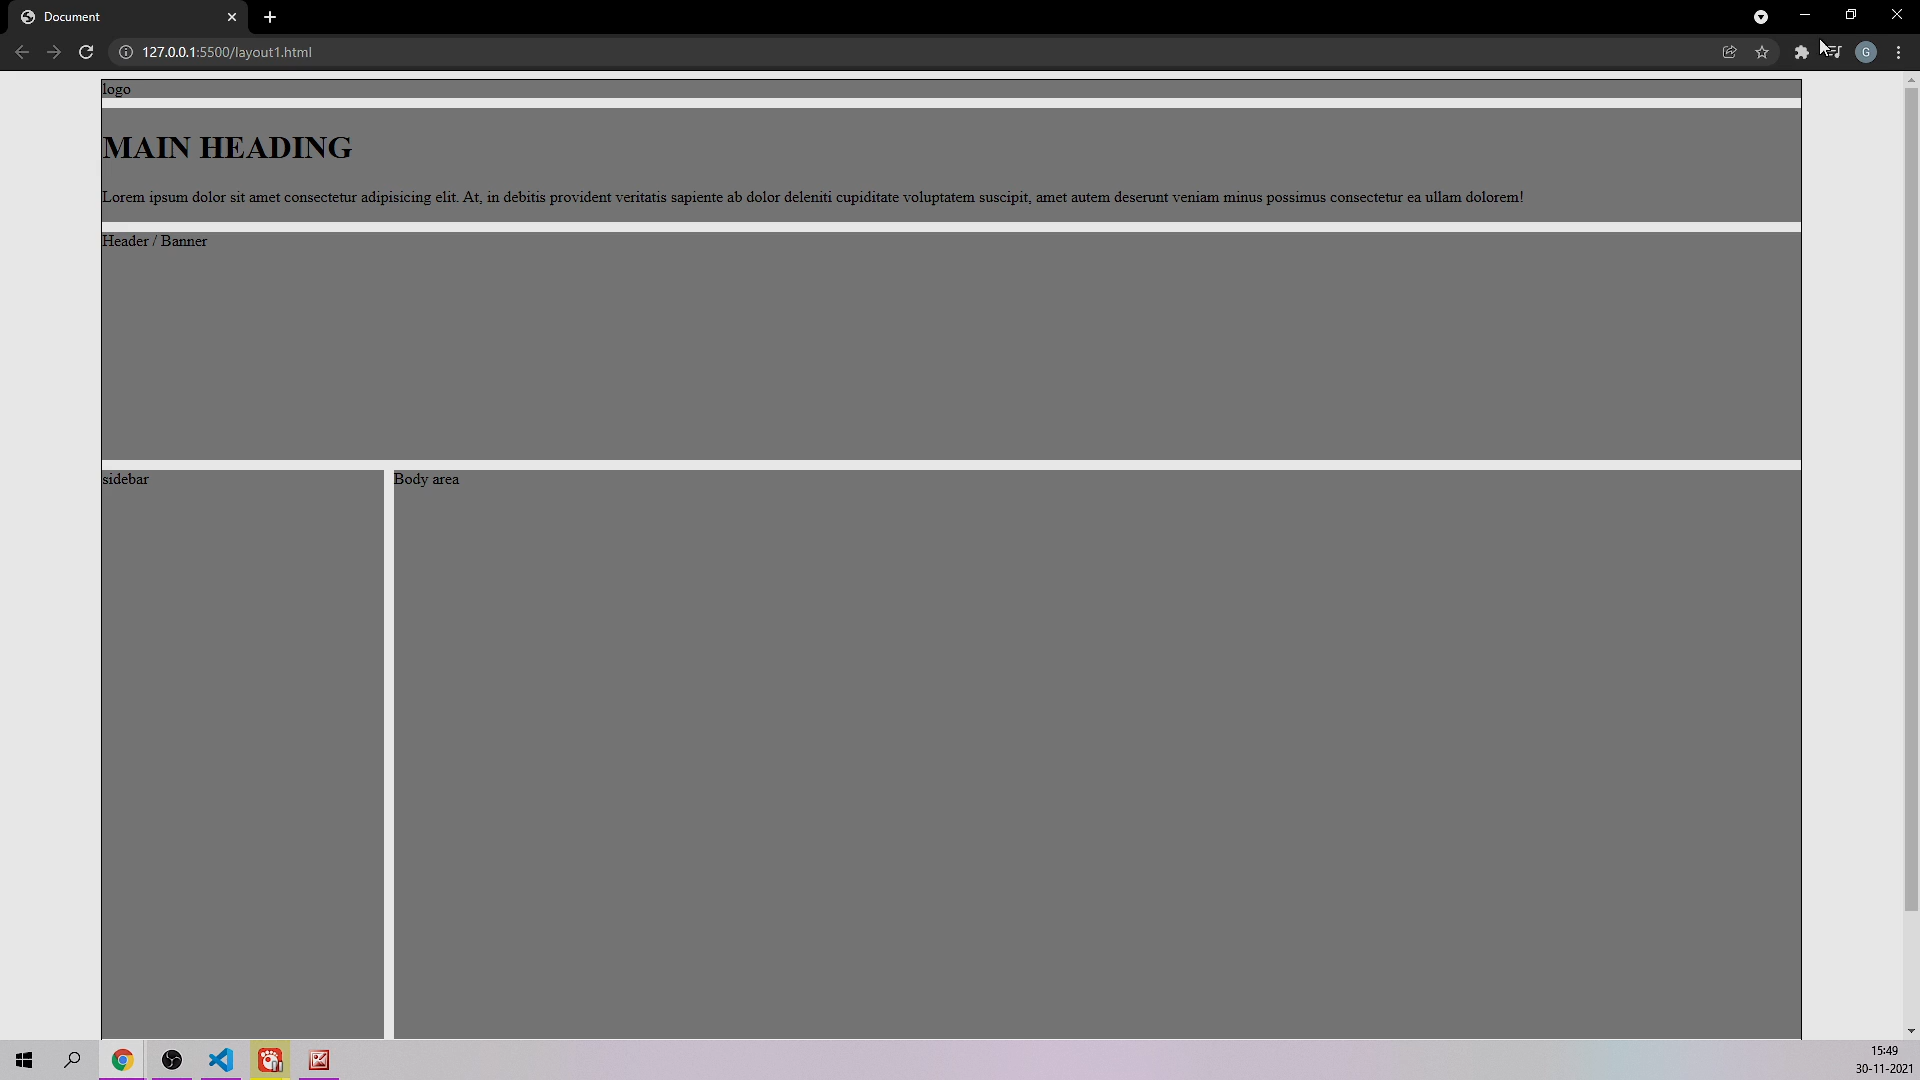 Document
127.0.0.1:5500/layout1.html
G
logo
MAIN HEADING
Lorem ipsum dolor sit amet consectetur adipisicing elit. At, in debitis provident veritatis sapiente ab dolor deleniti cupiditate voluptatem suscipit, amet autem deserunt veniam minus possimus consectetur ea ullam dolorem!
Header / Banner
sidebar
Body area
15:49
30-11-2021